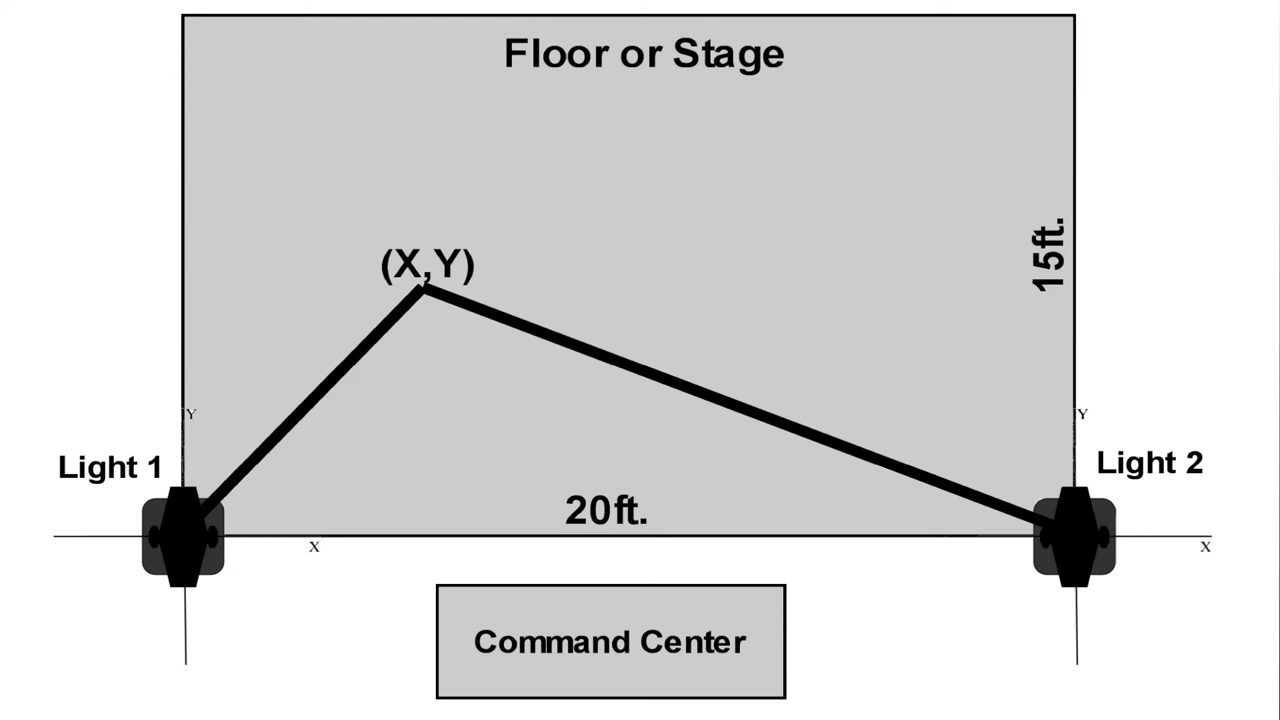 Floor or Stage
(X,Y)
15ft.
Y
Y
Light 1
Light 2
20ft.
X
X
Command Center